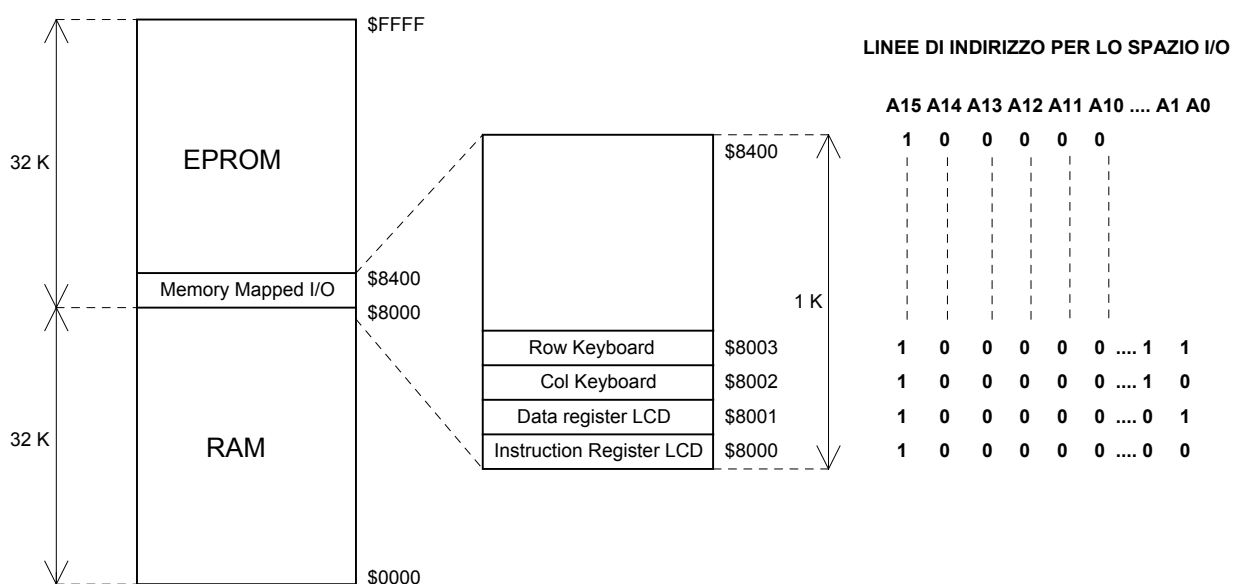 $FFFF
32 K
EPROM
$8400
Memory Mapped I/O
$8000
32 K
RAM
$0000
$8400
1 K
Row Keyboard $8003
Col Keyboard $8002
Data register LCD $8001
Instruction Register LCD $8000
LINEE DI INDIRIZZO PER LO SPAZIO I/O
A15 A14 A13 A12 A11 A10 .... A1 A0
1 0 0 0 0 0
1 0 0 0 0 0 .... 1 1
1 0 0 0 0 0 .... 1 0
1 0 0 0 0 0 .... 0 1
1 0 0 0 0 0 .... 0 0